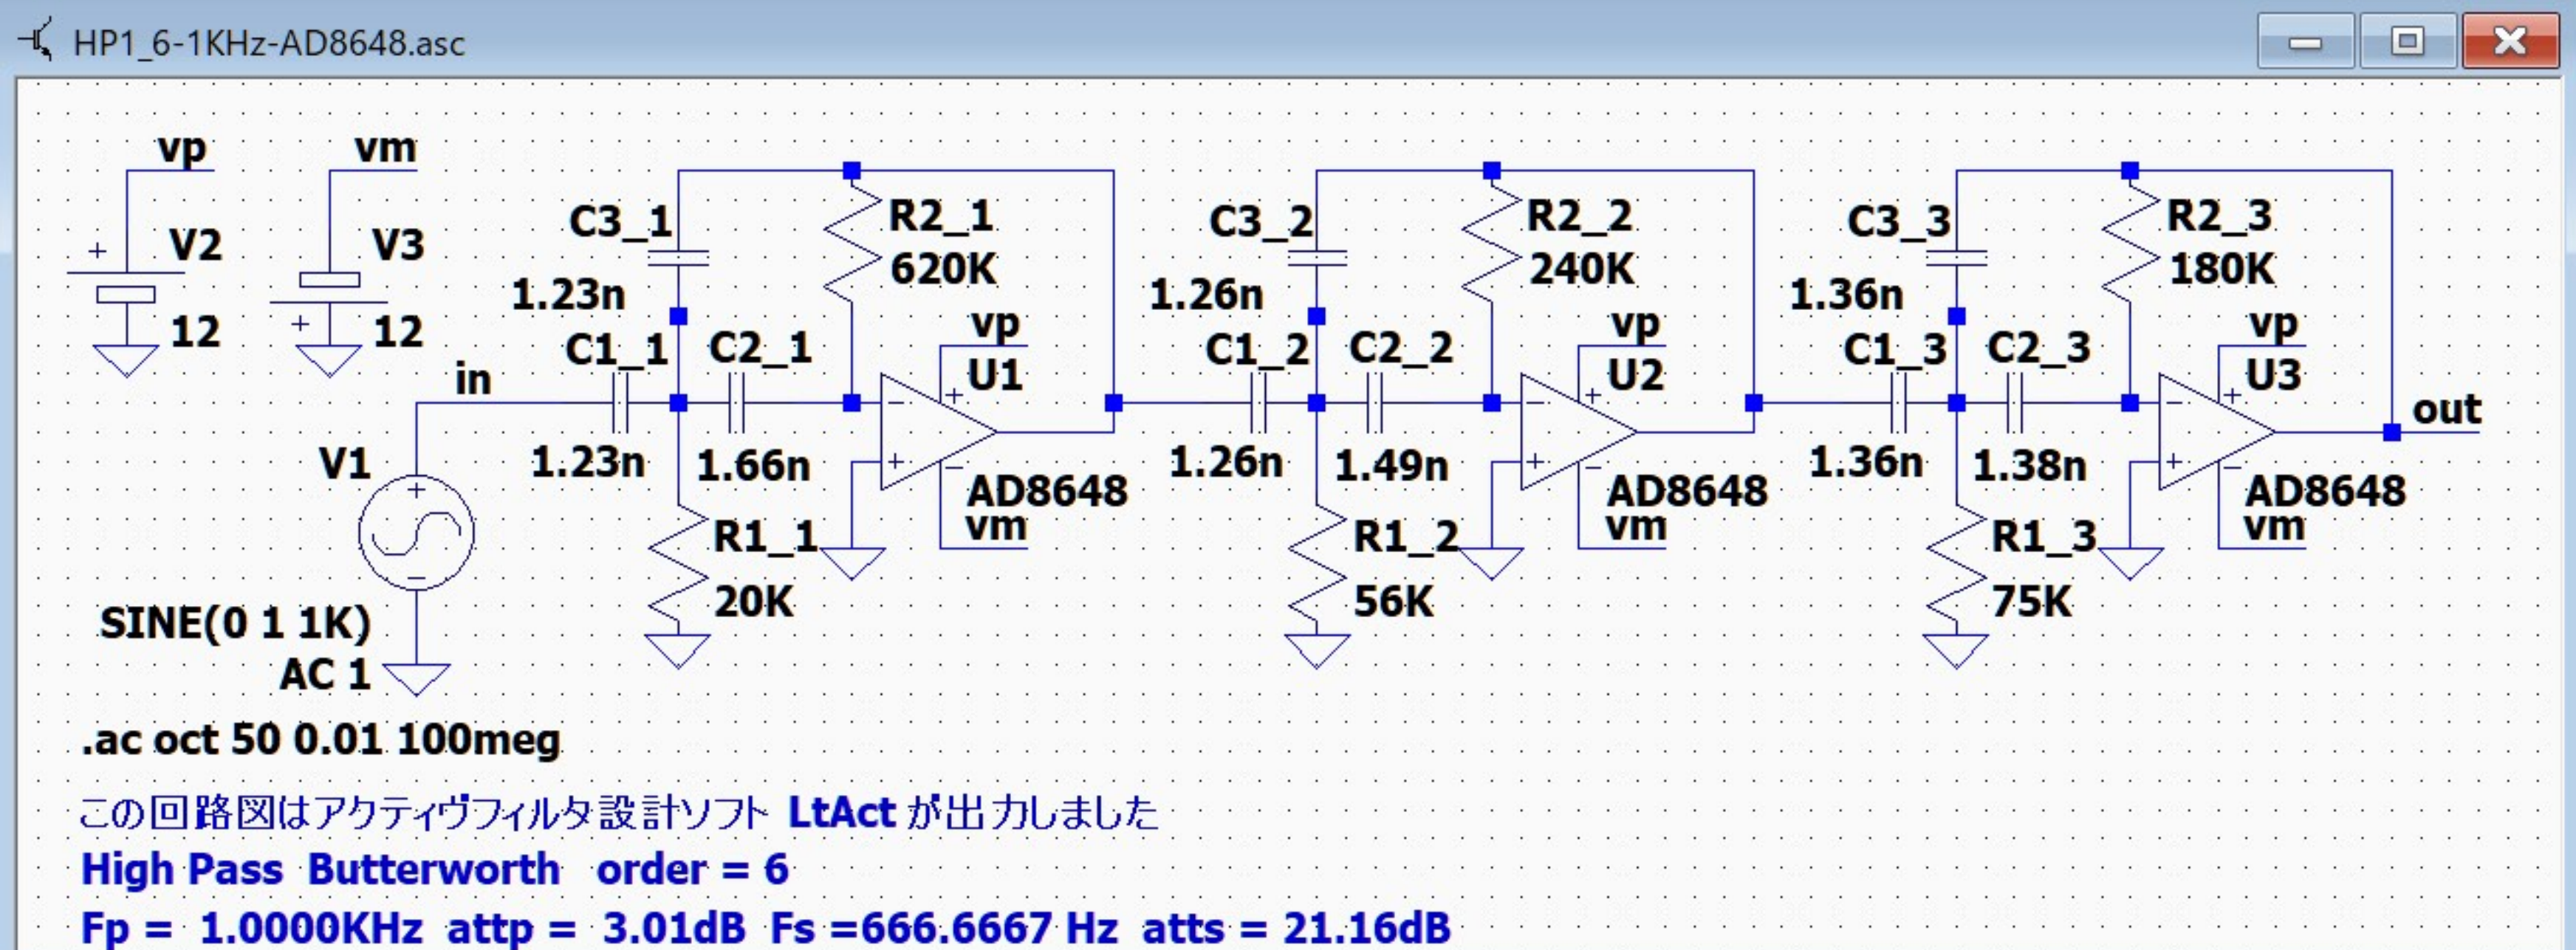 HP1_6-1KHz-AD8648.asc
vp
vm
V2
12
V3
12
in
V1
SINE(0 1 1K)
AC 1
C3_1
1.23n
C1_1
1.23n
C2_1
1.66n
R2_1
620K
R1_1
20K
vp
U1
AD8648
vm
C3_2
1.26n
C1_2
1.26n
C2_2
1.49n
R2_2
240K
R1_2
56K
vp
U2
AD8648
vm
C3_3
1.36n
C1_3
1.36n
C2_3
1.38n
R2_3
180K
R1_3
75K
vp
U3
AD8648
vm
out
.ac oct 50 0.01 100meg
この回路図はアクティヴフィルタ設計ソフト LtAct が出力しました
High Pass Butterworth order = 6
Fp = 1.0000KHz attp = 3.01dB Fs =666.6667 Hz atts = 21.16dB